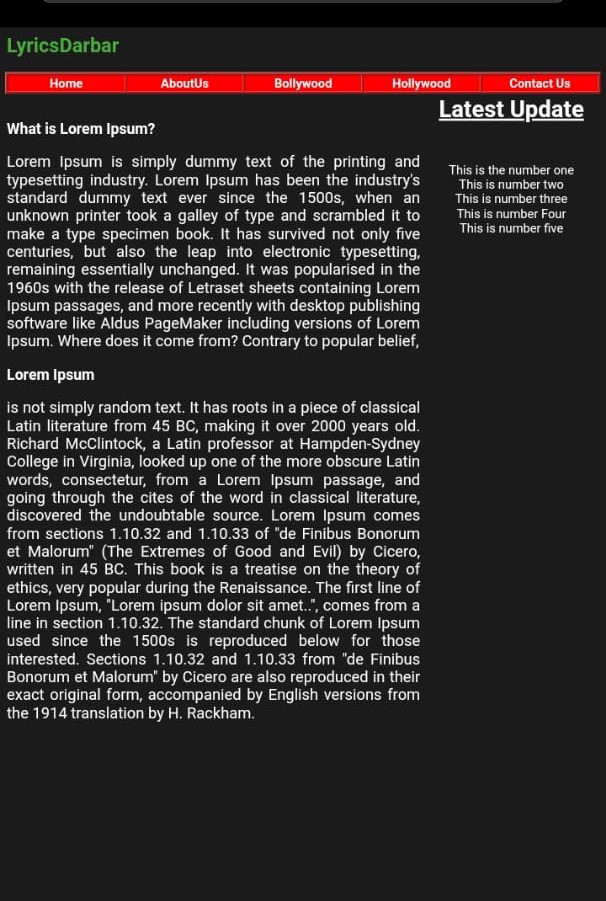 LyricsDarbar
Home AboutUs Bollywood Hollywood Contact Us
What is Lorem Ipsum?
Lorem Ipsum is simply dummy text of the printing and
typesetting industry. Lorem Ipsum has been the industry's
standard dummy text ever since the 1500s, when an
unknown printer took a galley of type and scrambled it to
make a type specimen book. It has survived not only five
centuries, but also the leap into electronic typesetting,
remaining essentially unchanged. It was popularised in the
1960s with the release of Letraset sheets containing Lorem
Ipsum passages, and more recently with desktop publishing
software like Aldus PageMaker including versions of Lorem
Ipsum. Where does it come from? Contrary to popular belief,
Lorem Ipsum
is not simply random text. It has roots in a piece of classical
Latin literature from 45 BC, making it over 2000 years old.
Richard McClintock, a Latin professor at Hampden-Sydney
College in Virginia, looked up one of the more obscure Latin
words, consectetur, from a Lorem Ipsum passage, and
going through the cites of the word in classical literature,
discovered the undoubtable source. Lorem Ipsum comes
from sections 1.10.32 and 1.10.33 of "de Finibus Bonorum
et Malorum" (The Extremes of Good and Evil) by Cicero,
written in 45 BC. This book is a treatise on the theory of
ethics, very popular during the Renaissance. The first line of
Lorem Ipsum, "Lorem ipsum dolor sit amet..", comes from a
line in section 1.10.32. The standard chunk of Lorem Ipsum
used since the 1500s is reproduced below for those
interested. Sections 1.10.32 and 1.10.33 from "de Finibus
Bonorum et Malorum" by Cicero are also reproduced in their
exact original form, accompanied by English versions from
the 1914 translation by H. Rackham.
Latest Update
This is the number one
This is number two
This is number three
This is number Four
This is number five